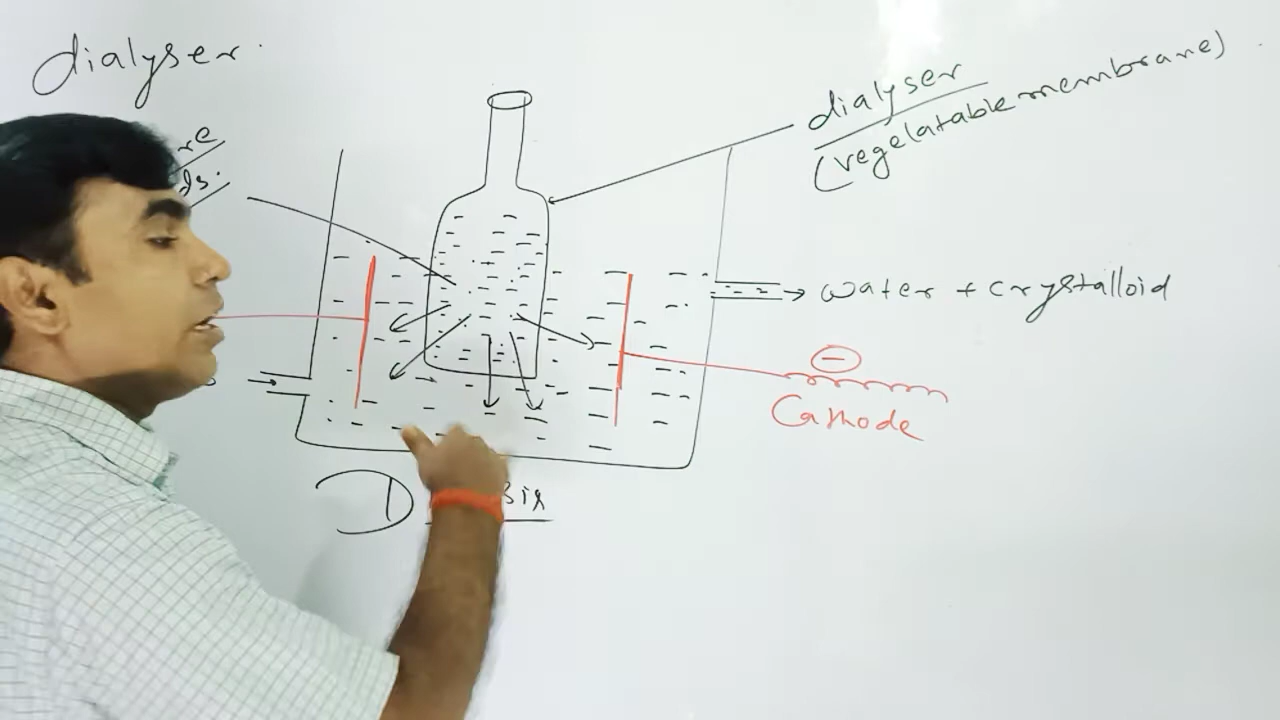 dialyser.
dialyser
(vegelatable membrane)
water + crystalloid
−
Cathode